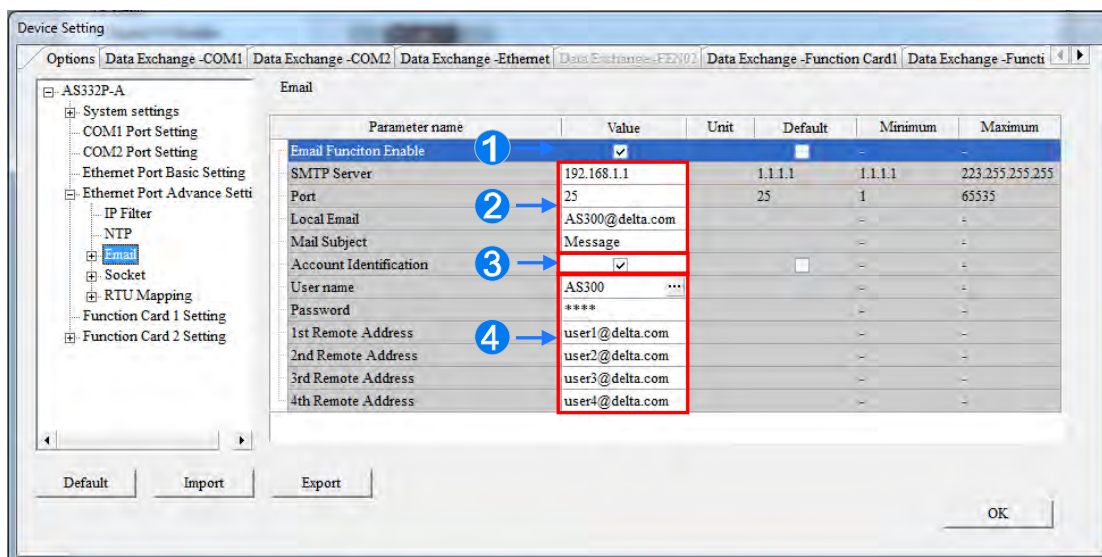 Device Setting
Options Data Exchange -COM1 Data Exchange -COM2 Data Exchange -Ethernet Data Exchange -FEN02 Data Exchange -Function Card1 Data Exchange -Functi
AS332P-A
System settings
COM1 Port Setting
COM2 Port Setting
Ethernet Port Basic Setting
Ethernet Port Advance Setti
IP Filter
NTP
Email
Socket
RTU Mapping
Function Card 1 Setting
Function Card 2 Setting
Email
Parameter name Value Unit Default Minimum Maximum
Email Funciton Enable - -
SMTP Server 192.168.1.1 1.1.1.1 1.1.1.1 223.255.255.255
Port 25 25 1 65535
Local Email AS300@delta.com - -
Mail Subject Message - -
Account Identification - -
User name AS300 ... - -
Password **** - -
1st Remote Address user1@delta.com - -
2nd Remote Address user2@delta.com - -
3rd Remote Address user3@delta.com - -
4th Remote Address user4@delta.com - -
1
2
3
4
Default Import Export
OK